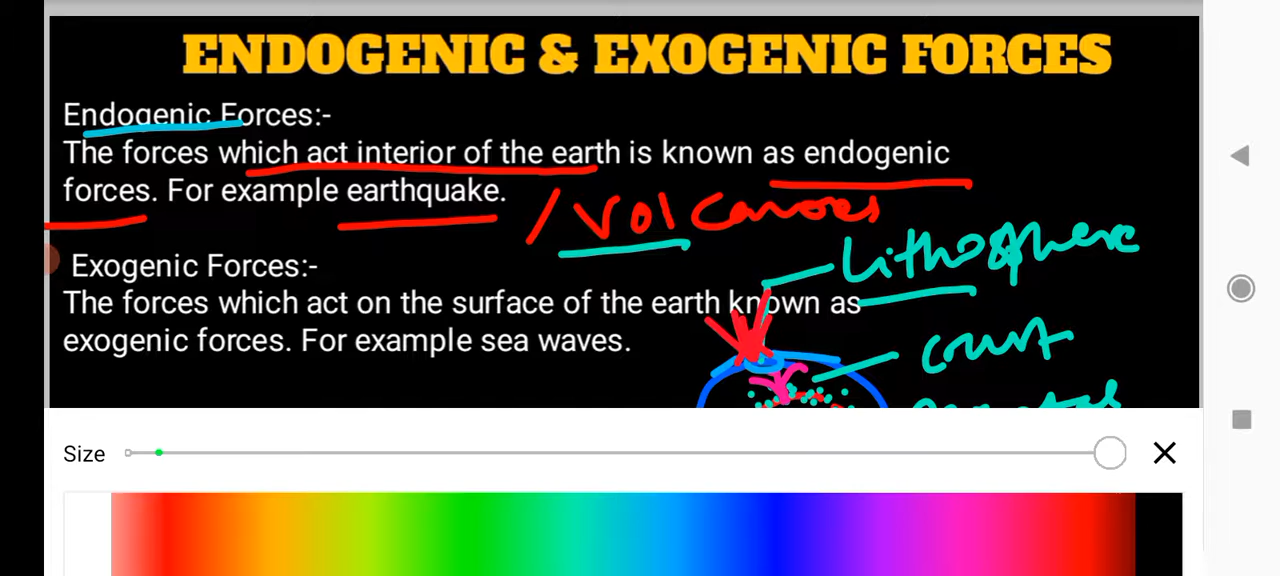 ENDOGENIC & EXOGENIC FORCES
Endogenic Forces:-
The forces which act interior of the earth is known as endogenic
forces. For example earthquake.
/Volcanoes
Lithosphere
Exogenic Forces:-
The forces which act on the surface of the earth known as
exogenic forces. For example sea waves.
Size